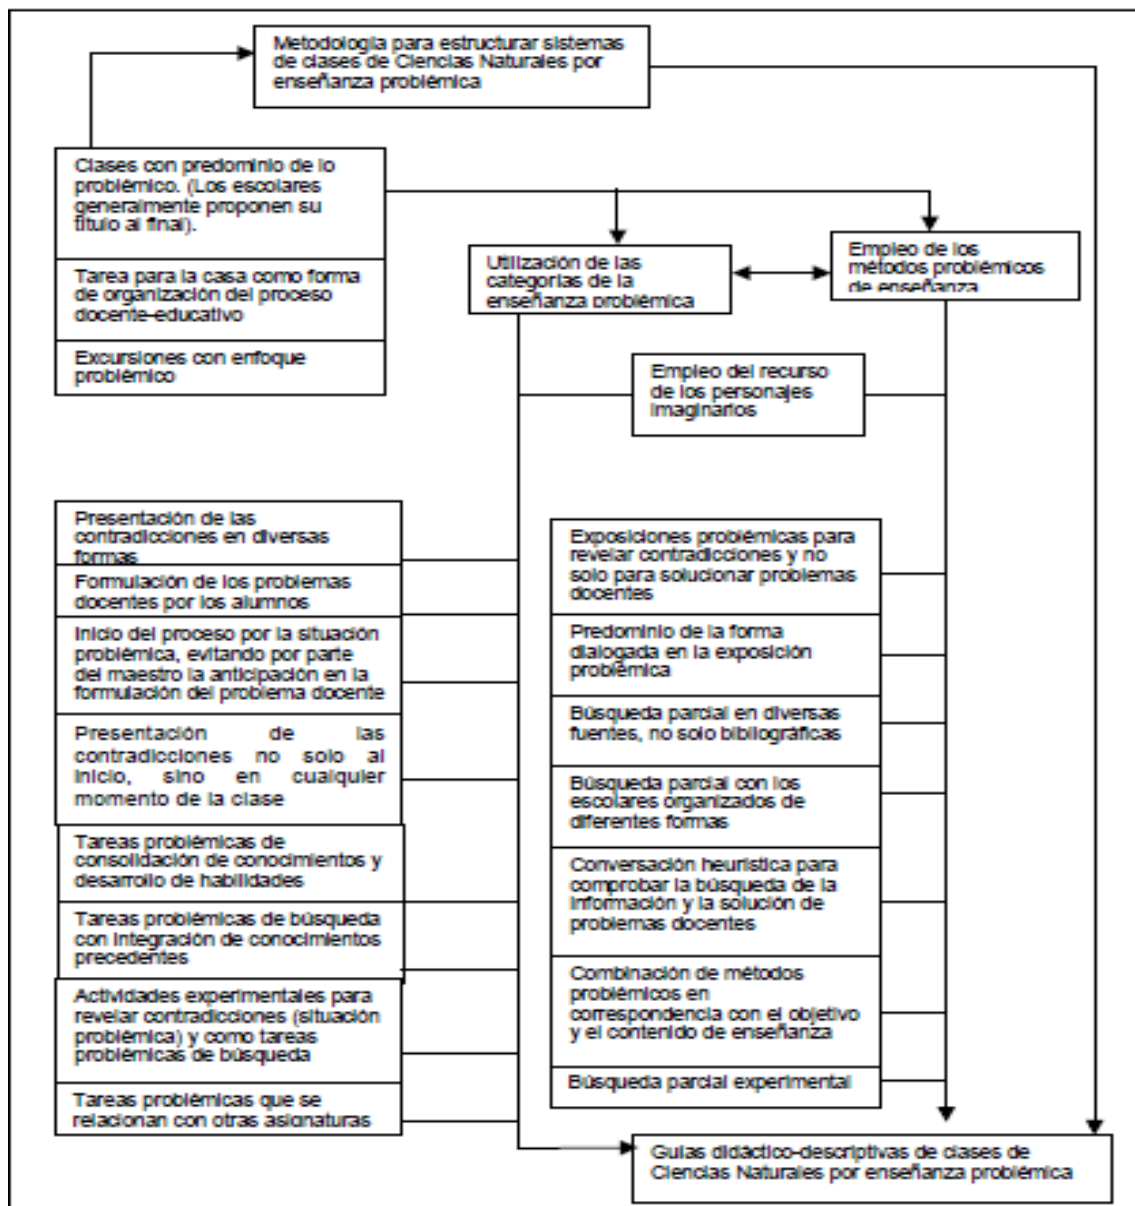 Metodología para estructurar sistemas
de clases de Ciencias Naturales por
enseñanza problémica
Clases con predominio de lo
problémico. (Los escolares
generalmente proponen su
título al final).
Tarea para la casa como forma
de organización del proceso
docente-educativo
Excursiones con enfoque
problémico
Utilización de las
categorías de la
enseñanza problémica
Empleo de los
métodos problémicos
de enseñanza
Empleo del recurso
de los personajes
imaginarios
Presentación de las
contradicciones en diversas
formas
Formulación de los problemas
docentes por los alumnos
Inicio del proceso por la situación
problémica, evitando por parte
del maestro la anticipación en la
formulación del problema docente
Presentación de las
contradicciones no solo al
inicio, sino en cualquier
momento de la clase
Tareas problémicas de
consolidación de conocimientos y
desarrollo de habilidades
Tareas problémicas de búsqueda
con integración de conocimientos
precedentes
Actividades experimentales para
revelar contradicciones (situación
problémica) y como tareas
problémicas de búsqueda
Tareas problémicas que se
relacionan con otras asignaturas
Exposiciones problémicas para
revelar contradicciones y no
solo para solucionar problemas
docentes
Predominio de la forma
dialogada en la exposición
problémica
Búsqueda parcial en diversas
fuentes, no solo bibliográficas
Búsqueda parcial con los
escolares organizados de
diferentes formas
Conversación heurística para
comprobar la búsqueda de la
información y la solución de
problemas docentes
Combinación de métodos
problémicos en
correspondencia con el objetivo
y el contenido de enseñanza
Búsqueda parcial experimental
Guías didáctico-descriptivas de clases de
Ciencias Naturales por enseñanza problémica